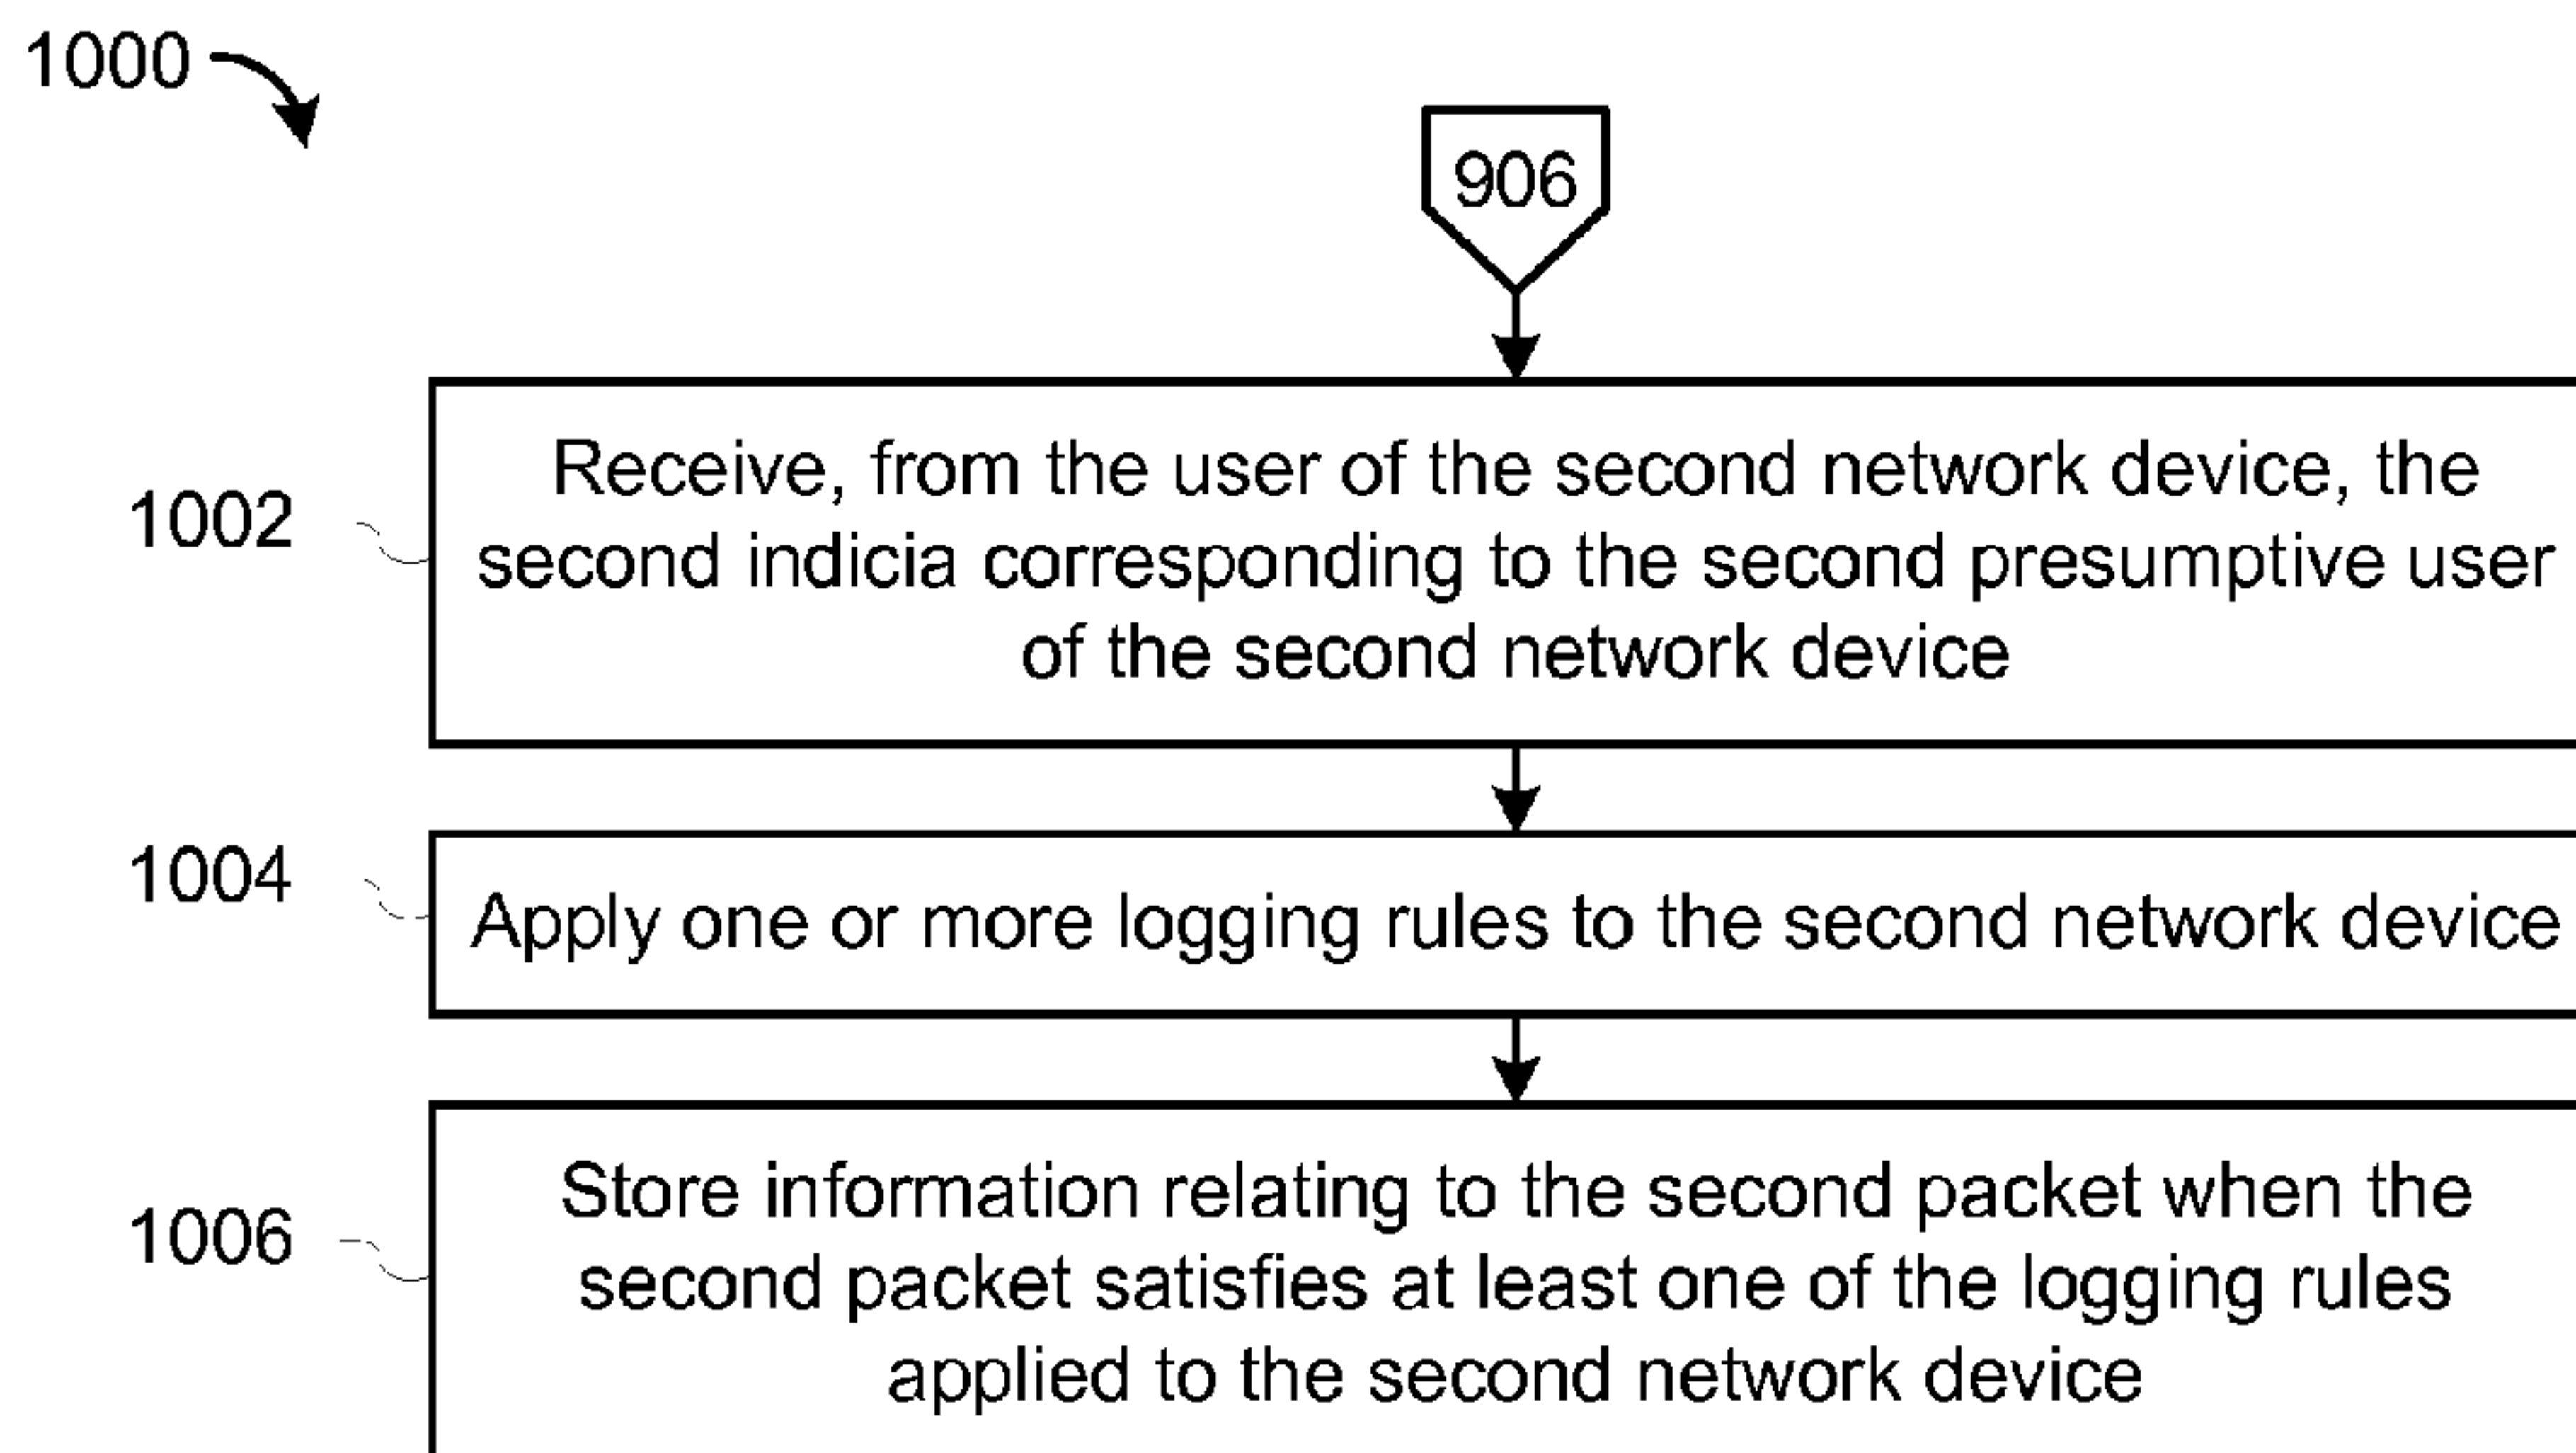 1000
906
1002
Receive, from the user of the second network device, the
second indicia corresponding to the second presumptive user
of the second network device
1004
Apply one or more logging rules to the second network device
1006
Store information relating to the second packet when the
second packet satisfies at least one of the logging rules
applied to the second network device